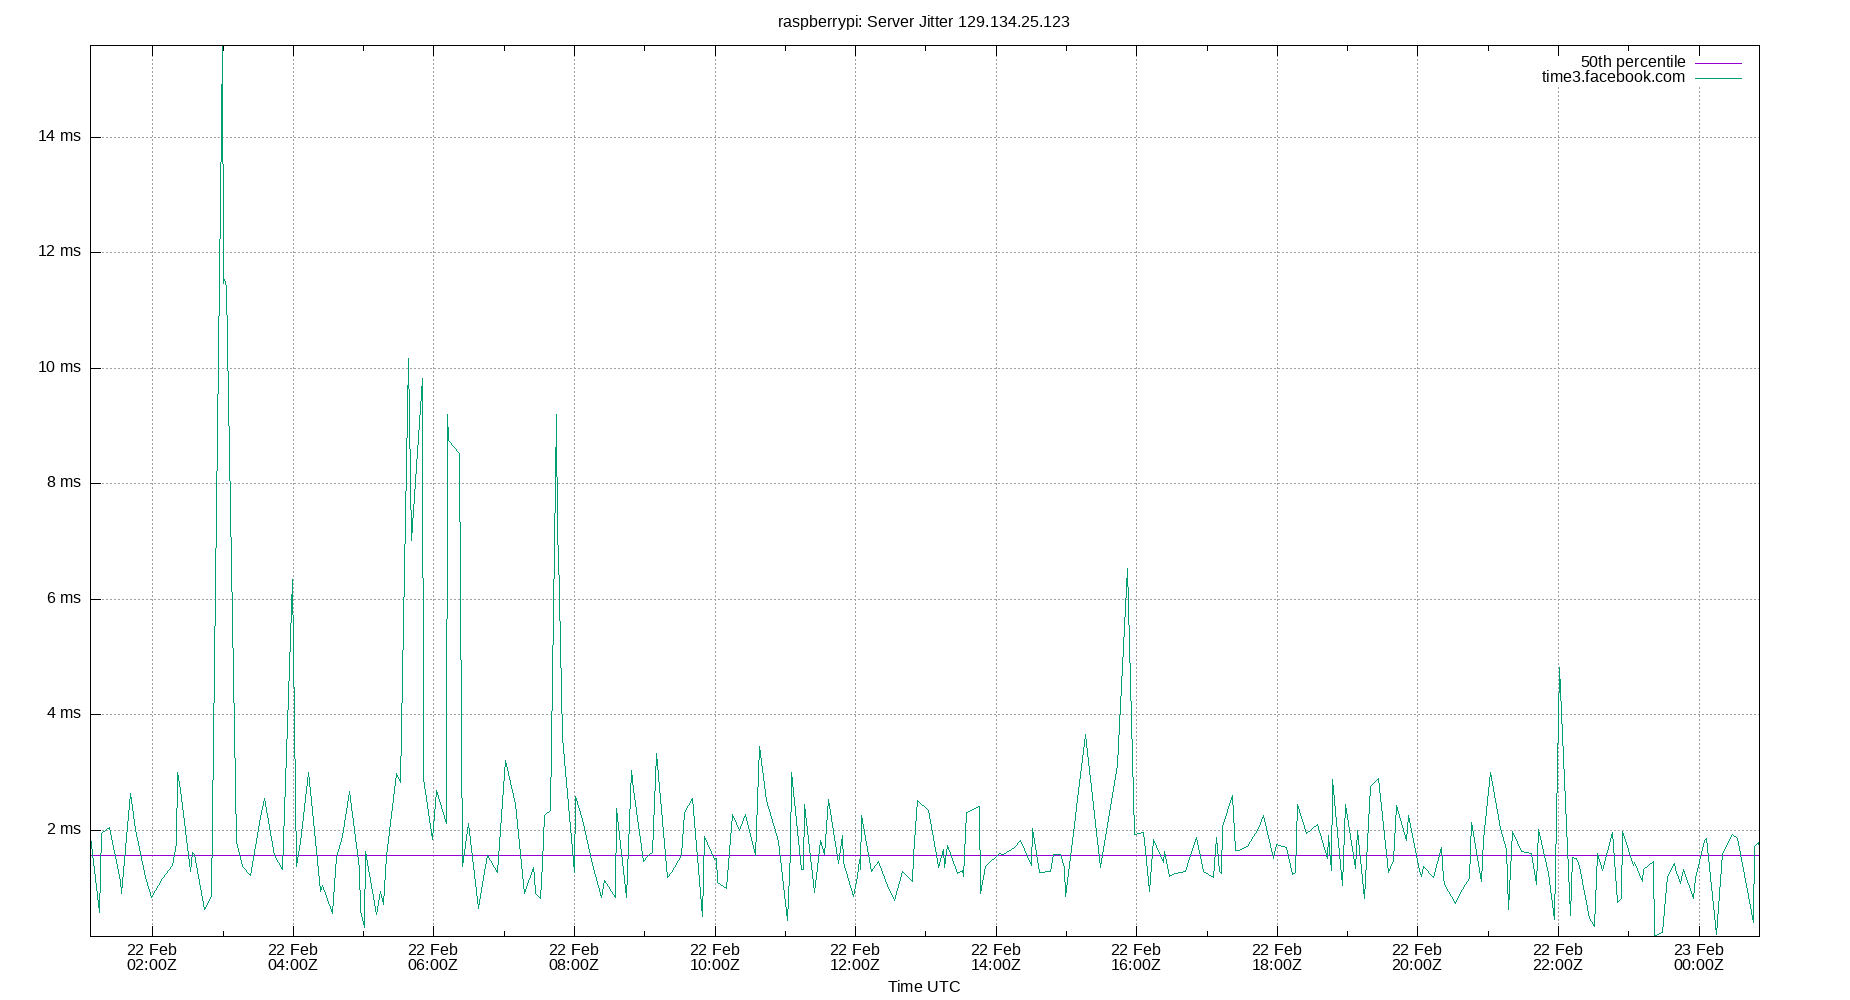 raspberrypi: Server Jitter 129.134.25.123
50th percentile
time3.facebook.com
14 ms
12 ms
10 ms
8 ms
6 ms
4 ms
2 ms
22 Feb 22 Feb 22 Feb 22 Feb 22 Feb 22 Feb 22 Feb 22 Feb 22 Feb 22 Feb 22 Feb 23 Feb
02:00Z 04:00Z 06:00Z 08:00Z 10:00Z 12:00Z 14:00Z 16:00Z 18:00Z 20:00Z 22:00Z 00:00Z
Time UTC